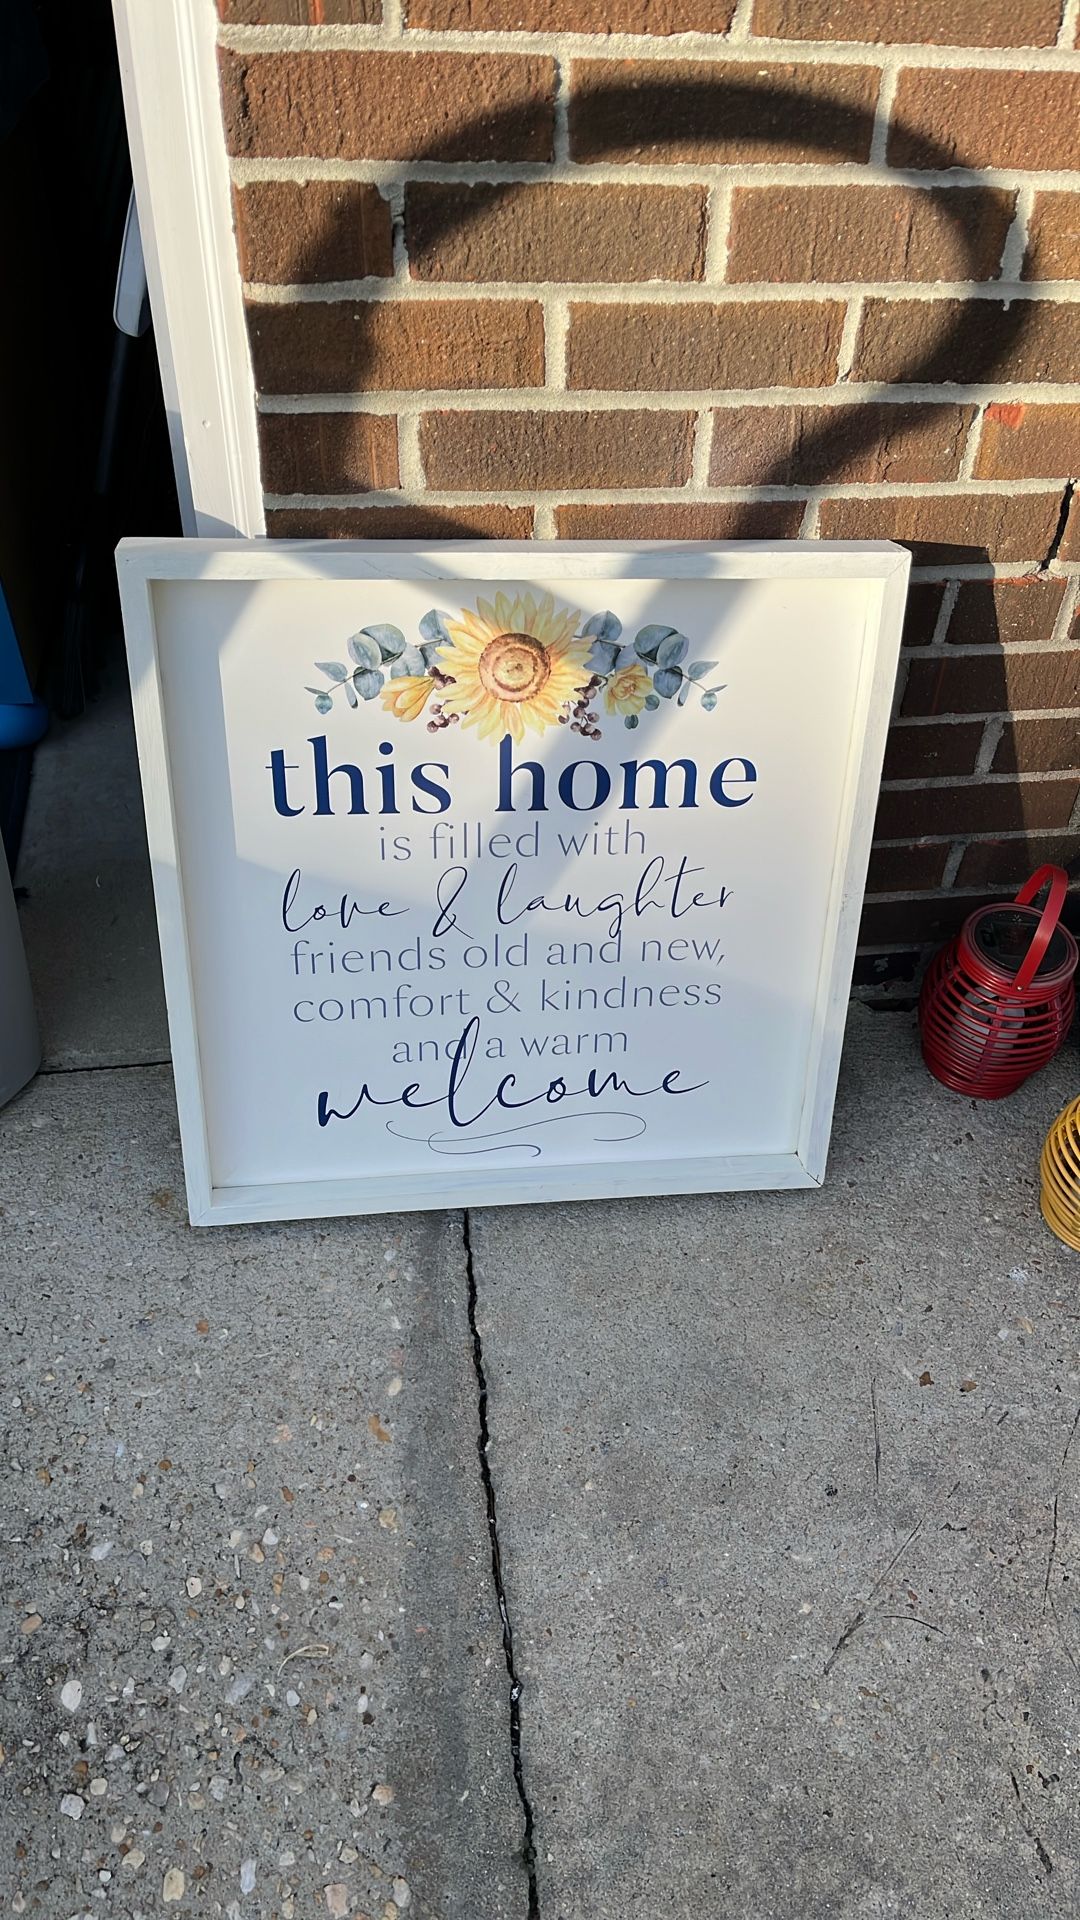 this home
is filled with
love & laughter
friends old and new,
comfort & kindness
and a warm
welcome